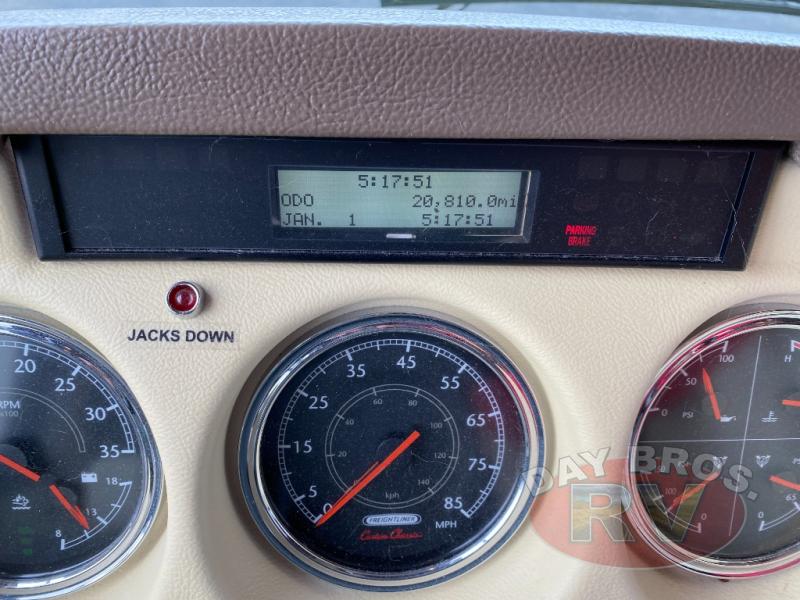 5:17:51
ODO 20,810.0mi
JAN. 1 5:17:51
PARKING
BRAKE
JACKS DOWN
20
25
30
35
RPM
x100
18
13
8
0
5
15
25
35
45
55
65
75
85
MPH
20
40
60
80
100
120
140
kph
FREIGHTLINER
Custom Chassis
0
50
100
PSI
H
0
0
DAY BROS.
RV